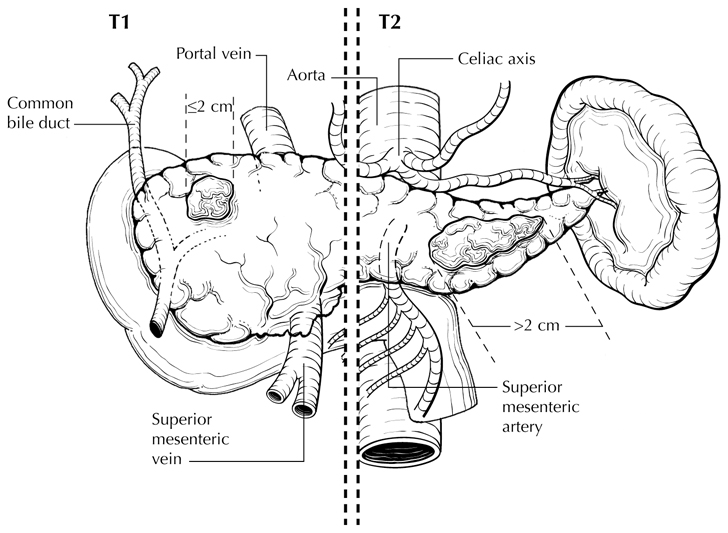 T1
T2
Portal vein
Celiac axis
Aorta
Common
bile duct
≤2 cm
>2 cm
Superior
mesenteric
artery
Superior
mesenteric
vein